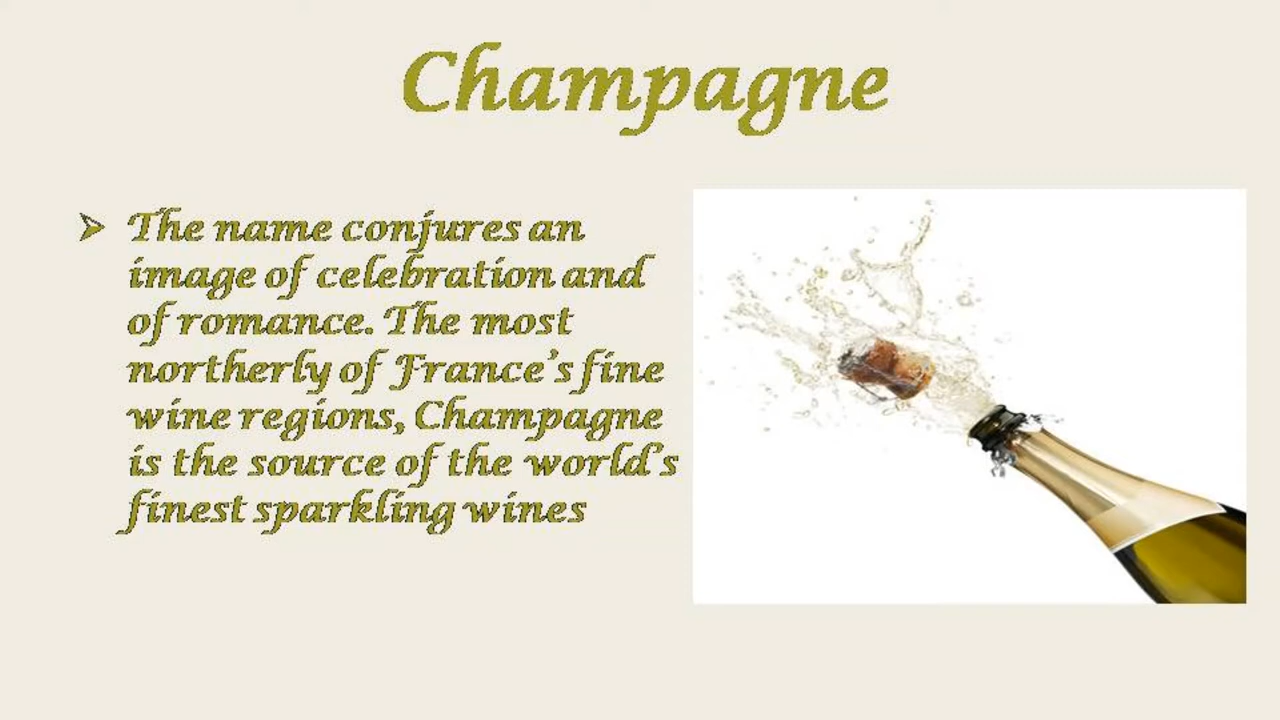 Champagne
The name conjures an
image of celebration and
of romance. The most
northerly of France’s fine
wine regions, Champagne
is the source of the world’s
finest sparkling wines